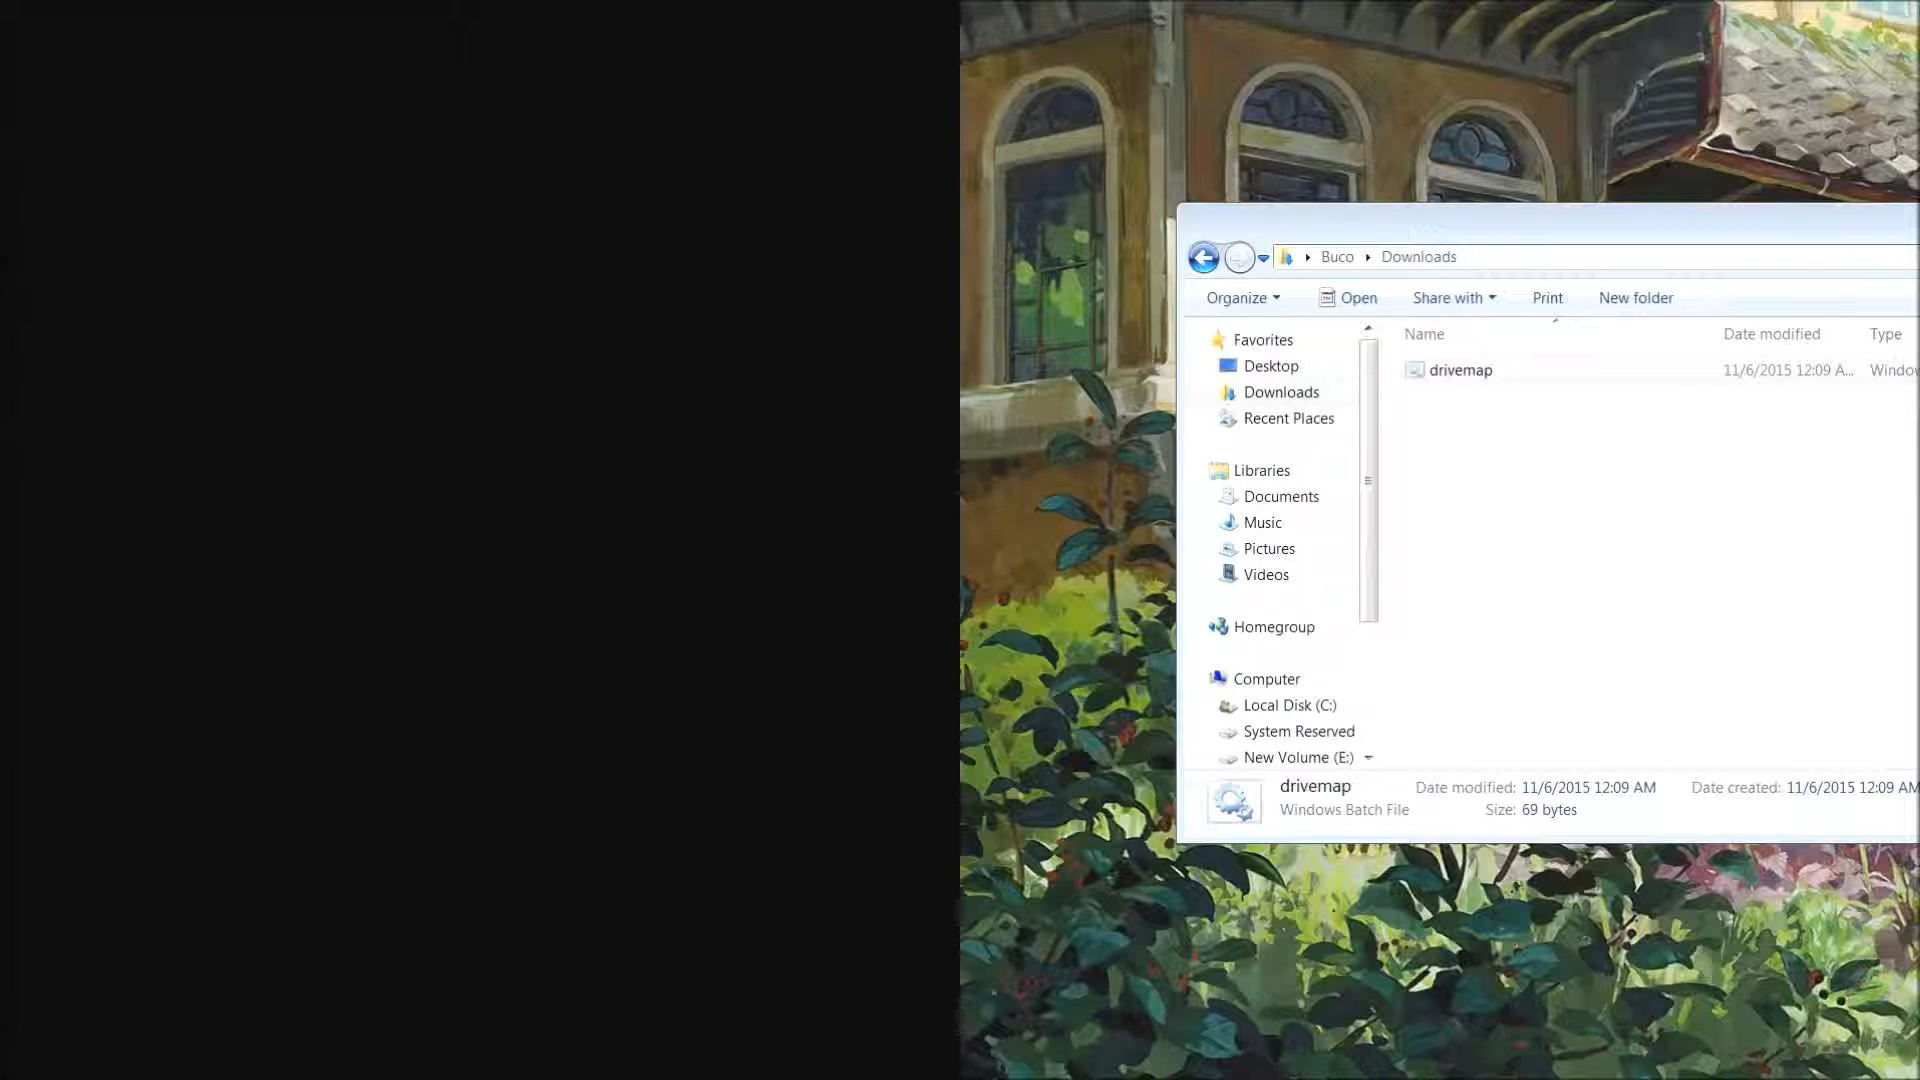 Buco Downloads
Organize Open Share with Print New folder
Favorites
Desktop
Downloads
Recent Places
Libraries
Documents
Music
Pictures
Videos
Homegroup
Computer
Local Disk (C:)
System Reserved
New Volume (E:)
Name Date modified Type
drivemap 11/6/2015 12:09 A... Window
drivemap Date modified: 11/6/2015 12:09 AM Date created: 11/6/2015 12:09 AM
Windows Batch File Size: 69 bytes